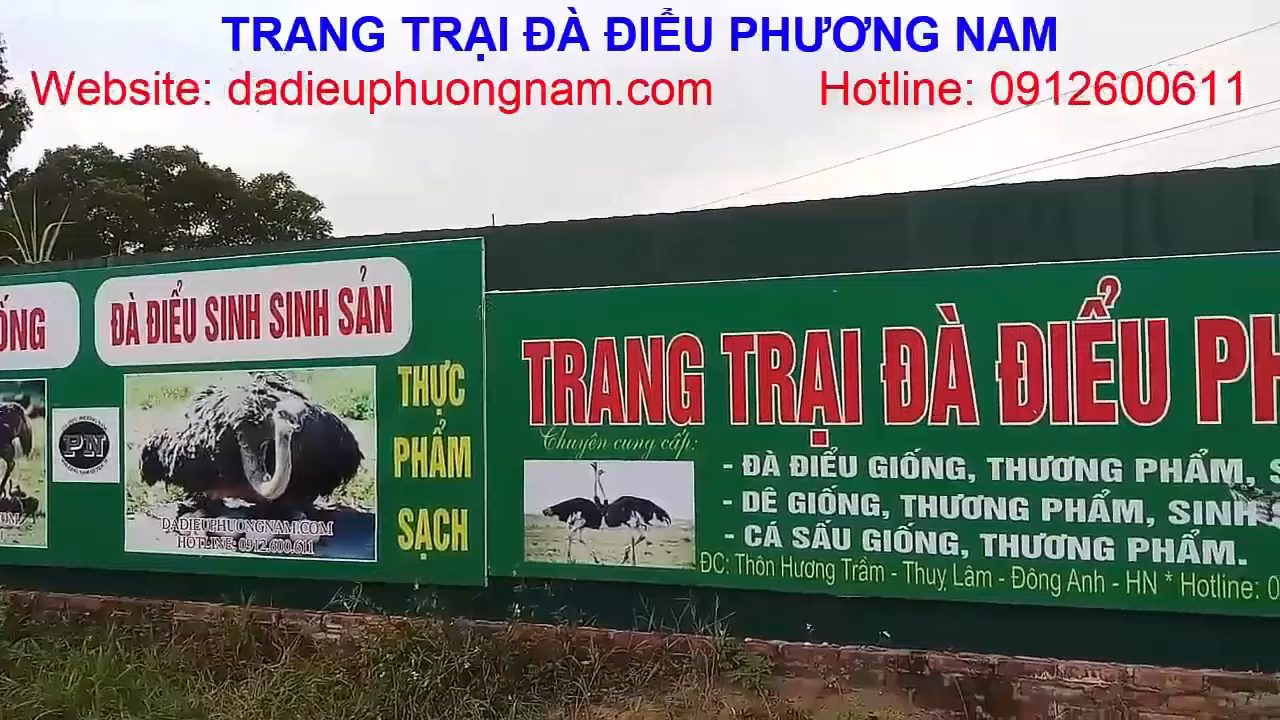 TRANG TRẠI ĐÀ ĐIỂU PHƯƠNG NAM
Website: dadieuphuongnam.com Hotline: 0912600611
ỐNG
ĐÀ ĐIỂU SINH SINH SẢN
THỰC
PHẨM
SẠCH
PN
DADIEUPHUONGNAM.COM
HOTLINE: 0912.600.611
TRANG TRẠI ĐÀ ĐIỂU PH
Chuyên cung cấp:
- ĐÀ ĐIỂU GIỐNG, THƯƠNG PHẨM, S
- DÊ GIỐNG, THƯƠNG PHẨM, SINH
- CÁ SẤU GIỐNG, THƯƠNG PHẨM.
ĐC: Thôn Hương Trầm - Thuỵ Lâm - Đông Anh - HN * Hotline: 0